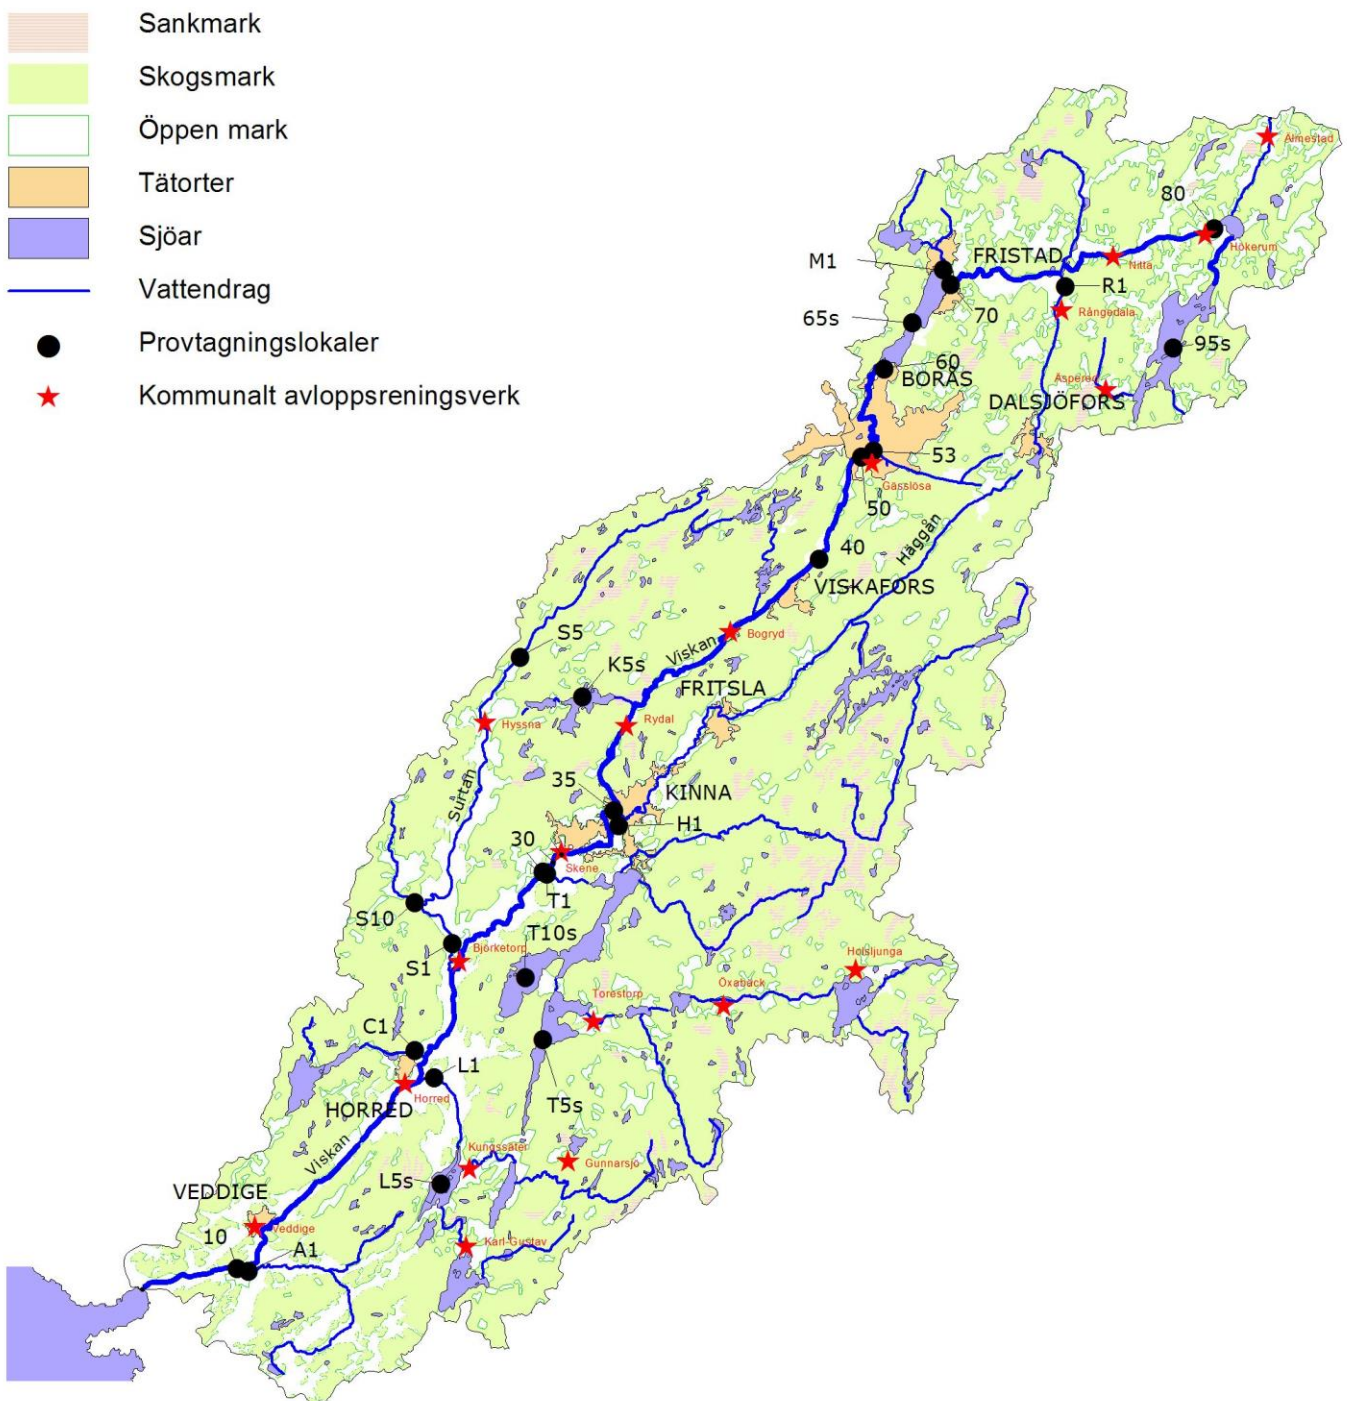 Sankmark
Skogsmark
Öppen mark
Tätorter
Sjöar
Vattendrag
Provtagningslokaler
Kommunalt avloppsreningsverk
Älmestad
80
Hökerum
FRISTAD
Nitta
M1
R1
70
Rångedala
65s
95s
60
BORÅS
Äspered
DALSJÖFORS
53
Gässlösa
50
40
Häggån
VISKAFORS
Bogryd
S5
Viskan
K5s
FRITSLA
Hyssna
Rydal
35
Surtan
KINNA
H1
30
Skene
T1
S10
T10s
S1
Björketorp
Holsljunga
Öxabäck
Torestorp
C1
L1
Horred
HORRED
T5s
Viskan
Kungssäter
Gunnarsjö
L5s
VEDDIGE
Veddige
10
A1
Karl-Gustav